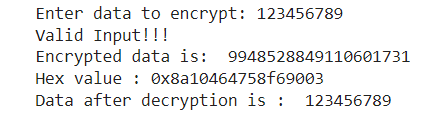 Enter data to encrypt: 123456789
Valid Input!!!
Encrypted data is:  9948528849110601731
Hex value : 0x8a10464758f69003
Data after decryption is :  123456789